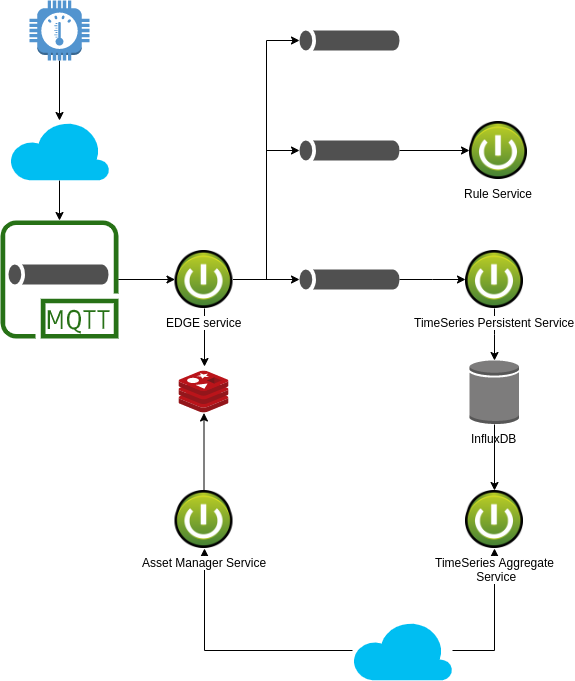 Rule Service
MQTT
EDGE service
TimeSeries Persistent Service
InfluxDB
Asset Manager Service
TimeSeries Aggregate
Service